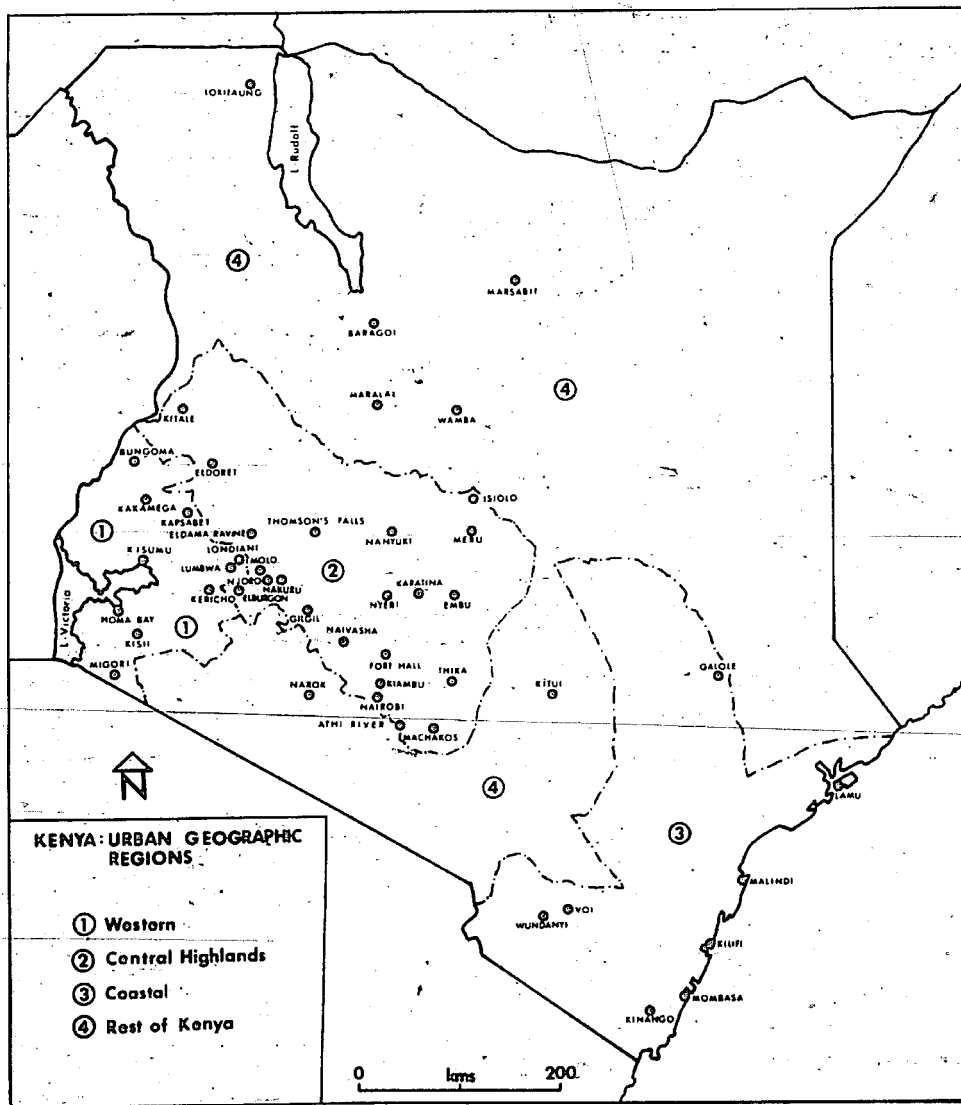 LOKITAUNG
L. Rudolf
4
MARSABIT
BARAGOI
4
MARALAL
WAMBA
KITALE
BUNGOMA
ELDORET
ISIOLO
KAKAMEGA
KAPSABET
1
ELDAMA RAVINE
THOMSON'S FALLS
NANYUKI
MERU
KISUMU
LONDIANI
MOLO
LUMBWA
2
NJORO
NAKURU
KERICHO
ELBURGON
NYERI
KARATINA
EMBU
L. Victoria
HOMA BAY
1
GILGIL
KISII
NAIVASHA
FORT HALL
MIGORI
KIAMBU
THIKA
GALOLE
NAROK
NAIROBI
KITUI
ATHI RIVER
MACHAKOS
N
4
LAMU
3
KENYA: URBAN GEOGRAPHIC
REGIONS
MALINDI
1 Western
VOI
WUNDANYI
2 Central Highlands
KILIFI
3 Coastal
MOMBASA
KINANGO
4 Rest of Kenya
0 kms 200